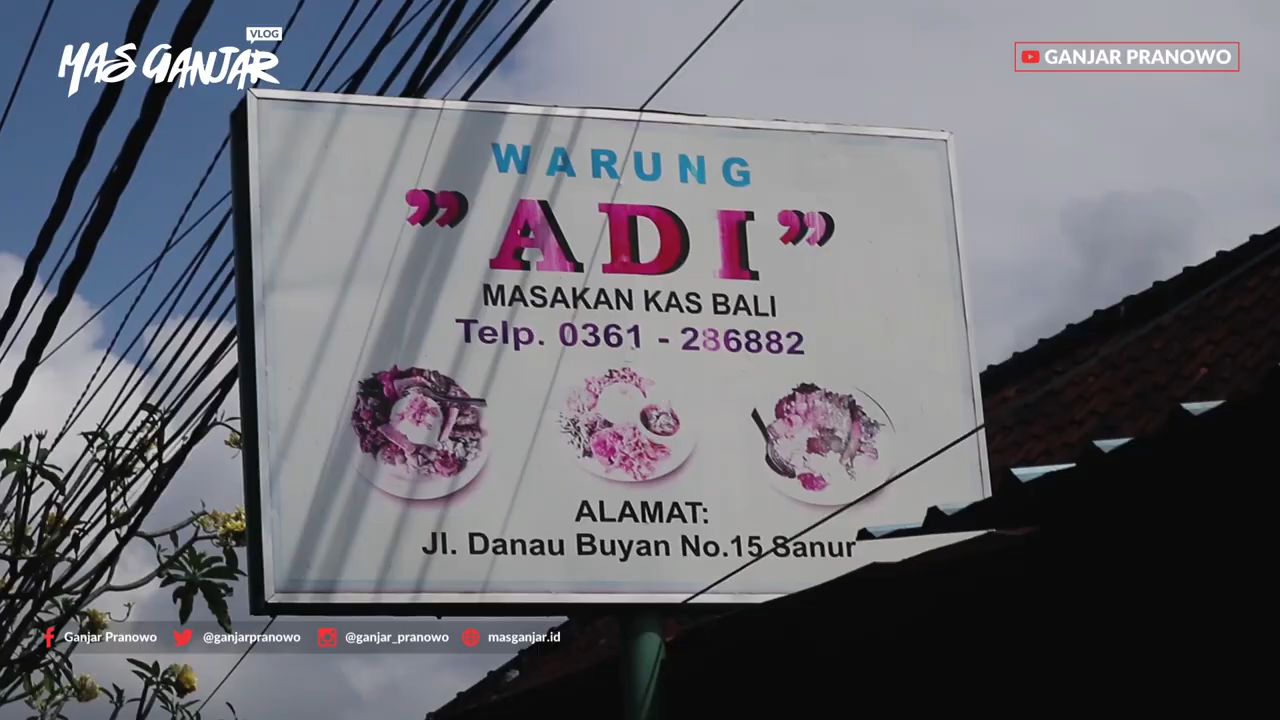 VLOG
MAS GANJAR
GANJAR PRANOWO
WARUNG
"ADI"
MASAKAN KAS BALI
Telp. 0361 - 286882
ALAMAT:
Jl. Danau Buyan No.15 Sanur
Ganjar Pranowo @ganjarpranowo @ganjar_pranowo masganjar.id